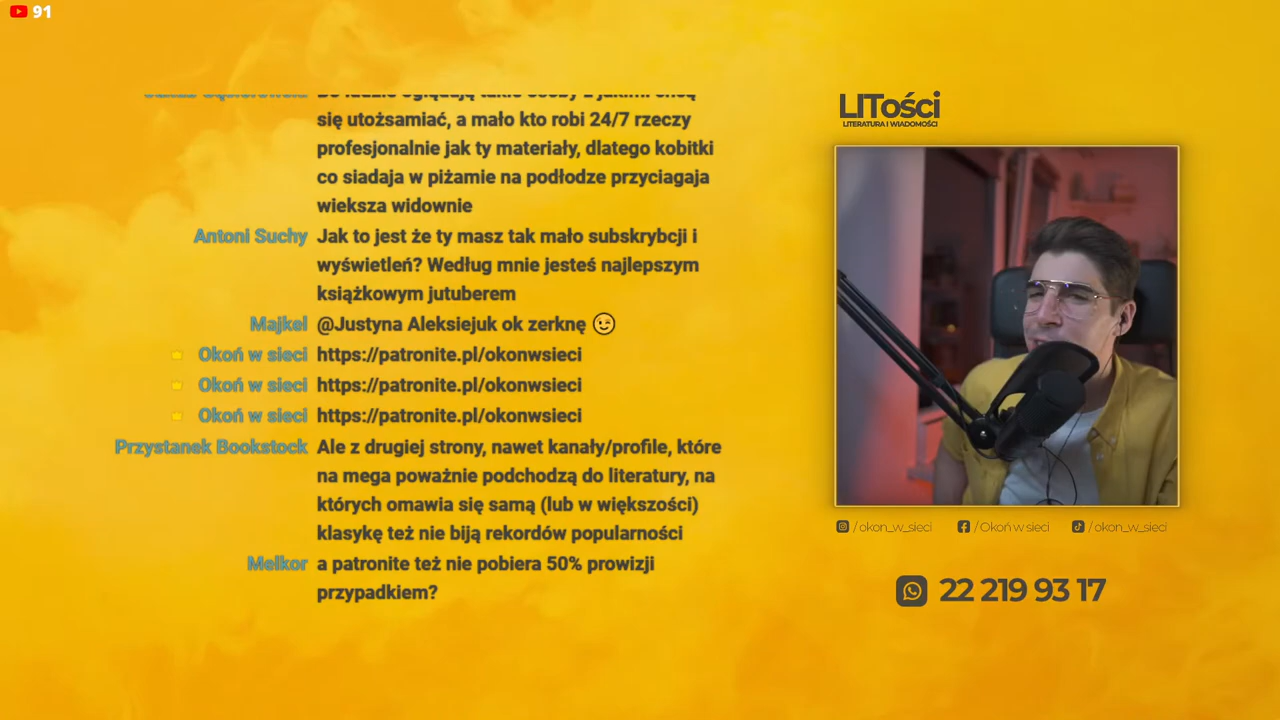 91
się utożsamiać, a mało kto robi 24/7 rzeczy
profesjonalnie jak ty materiały, dlatego kobitki
co siadaja w piżamie na podłodze przyciagaja
wieksza widownie
Antoni Suchy Jak to jest że ty masz tak mało subskrybcji i
wyświetleń? Według mnie jesteś najlepszym
książkowym jutuberem
Majkel @Justyna Aleksiejuk ok zerknę 😉
Okoń w sieci https://patronite.pl/okonwsieci
Okoń w sieci https://patronite.pl/okonwsieci
Okoń w sieci https://patronite.pl/okonwsieci
Przystanek Bookstock Ale z drugiej strony, nawet kanały/profile, które
na mega poważnie podchodzą do literatury, na
których omawia się samą (lub w większości)
klasykę też nie biją rekordów popularności
Melkor a patronite też nie pobiera 50% prowizji
przypadkiem?
LITości
LITERATURA I WIADOMOŚCI
/ okon_w_sieci / Okoń w sieci / okon_w_sieci
22 219 93 17